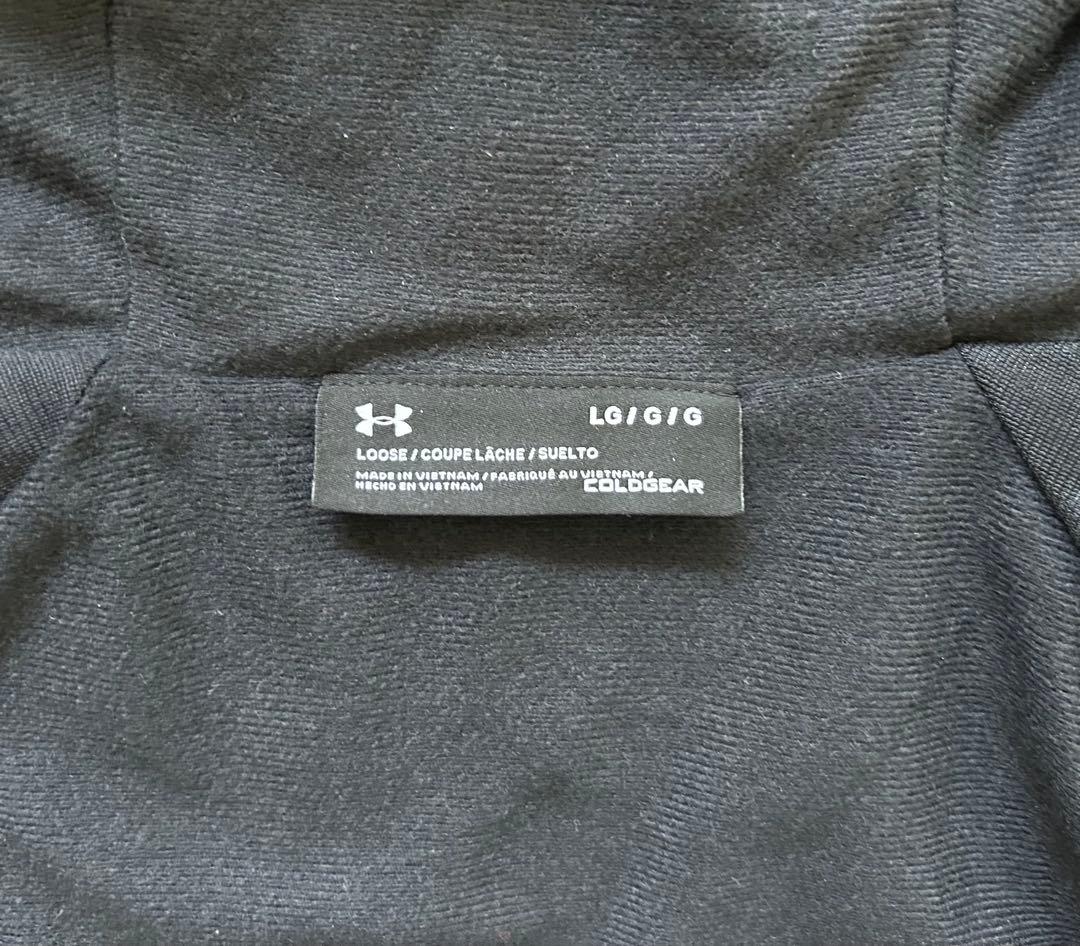 LG / G / G
LOOSE / COUPE LÂCHE / SUELTO
MADE IN VIETNAM / FABRIQUÉ AU VIETNAM /
HECHO EN VIETNAM
COLDGEAR